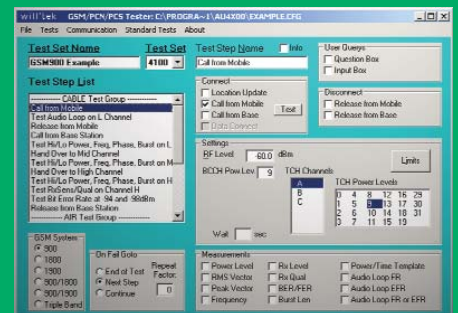 willtek GSM/PCN/PCS Tester: C:\PROGRA~1\AU4X00\EXAMPLE.CFG
File Tests Communication Standard Tests About
Test Set Name
Test Set
GSM900 Example
4100
Test Step List
---------- CABLE Test Group ----------
Call from Mobile
Test Audio Loop on L Channel
Release from Mobile
Call from Base Station
Test Hi/Lo Power, Freq, Phase, Burst on L
Hand Over to Mid Channel
Test Hi/Lo Power, Freq, Phase, Burst on M
Hand Over to High Channel
Test Hi/Lo Power, Freq, Phase, Burst on H
Test RxSens/Qual on Channel H
Test Bit Error Rate at -94 and -98dBm
Release from Base Station
---------- AIR Test Group ----------
GSM System
900
1800
1900
900/1800
900/1900
Triple Band
On Fail Goto
End of Test
Next Step
Continue
Repeat
Factor:
0
Test Step Name
Info
Call from Mobile
Connect
Location Update
Call from Mobile
Call from Base
Data Connect
Test
User Querys
Question Box
Input Box
Disconnect
Release from Mobile
Release from Base
Settings
RF Level -60.0 dBm
BCCH Pow.Lev 9
Wait sec
TCH Channels
A
B
C
Limits
TCH Power Levels
0 4 8 12 16 29
1 5 9 13 17 30
2 6 10 14 18 31
3 7 11 15 19
Measurements
Power Level
RMS Vector
Peak Vector
Frequency
Rx Level
Rx Qual
BER/FER
Burst Len
Power/Time Template
Audio Loop FR
Audio Loop EFR
Audio Loop FR or EFR